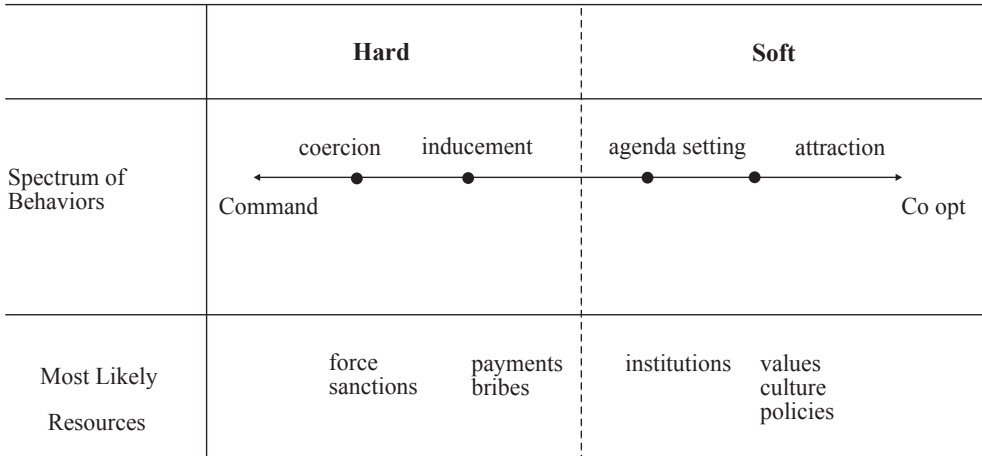 Hard Soft
coercion inducement agenda setting attraction
Spectrum of
Behaviors
Command Co opt
Most Likely
Resources
force
sanctions
payments
bribes
institutions
values
culture
policies